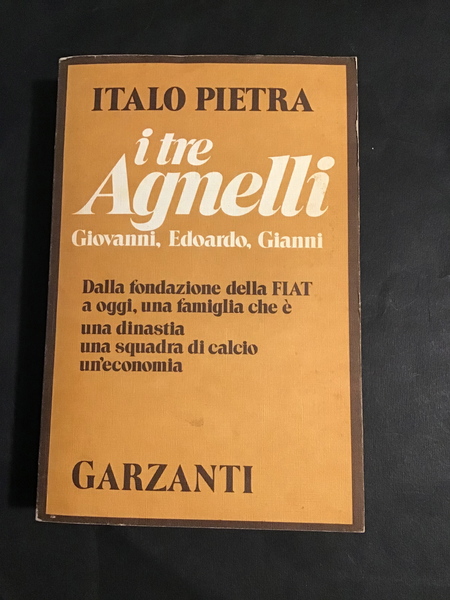 ITALO PIETRA
i tre
Agnelli
Giovanni, Edoardo, Gianni
Dalla fondazione della FIAT
a oggi, una famiglia che è
una dinastia
una squadra di calcio
un'economia
GARZANTI